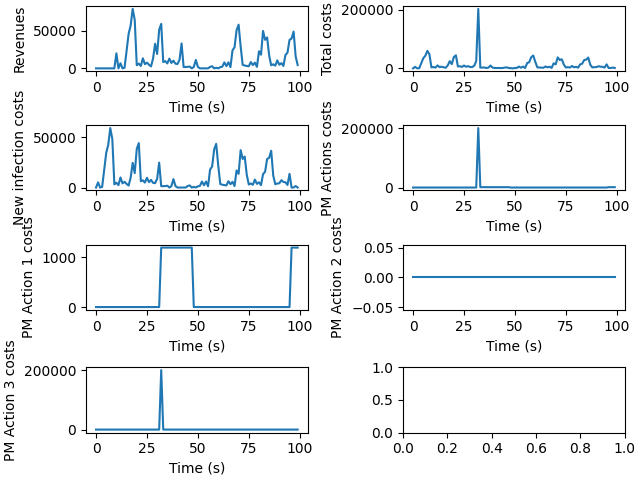 Revenues
50000
0
0 25 50 75 100
Time (s)
Total costs
200000
0
0 25 50 75 100
Time (s)
New infection costs
50000
0
0 25 50 75 100
Time (s)
PM Actions costs
200000
0
0 25 50 75 100
Time (s)
PM Action 1 costs
1000
0
0 25 50 75 100
Time (s)
PM Action 2 costs
0.05
0.00
−0.05
0 25 50 75 100
Time (s)
PM Action 3 costs
200000
0
0 25 50 75 100
Time (s)
1.0
0.5
0.0
0.0 0.2 0.4 0.6 0.8 1.0